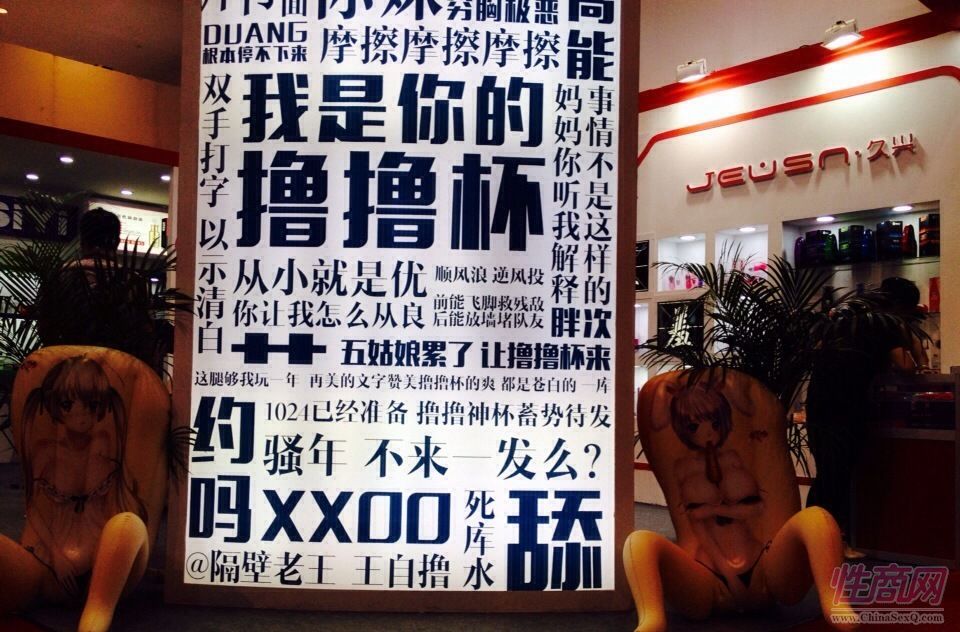 DUANG
根本停不下来
穷胸极恶
高能
摩擦摩擦摩擦
双手打字以示清白
我是你的
撸撸杯
妈妈你听我解释
事情不是这样的
胖次
从小就是优
你让我怎么从良
顺风浪 逆风投
前能飞脚救残敌
后能放墙堵队友
艹
五姑娘累了 让撸撸杯来
这腿够我玩一年 再美的文字赞美撸撸杯的爽 都是苍白的一库
约吗
1024已经准备 撸撸神杯蓄势待发
骚年 不来一发么?
XXOO
死库水
舔
@隔壁老王 王自撸
JEUSN·久兴
性商网
www.ChinaSexQ.com